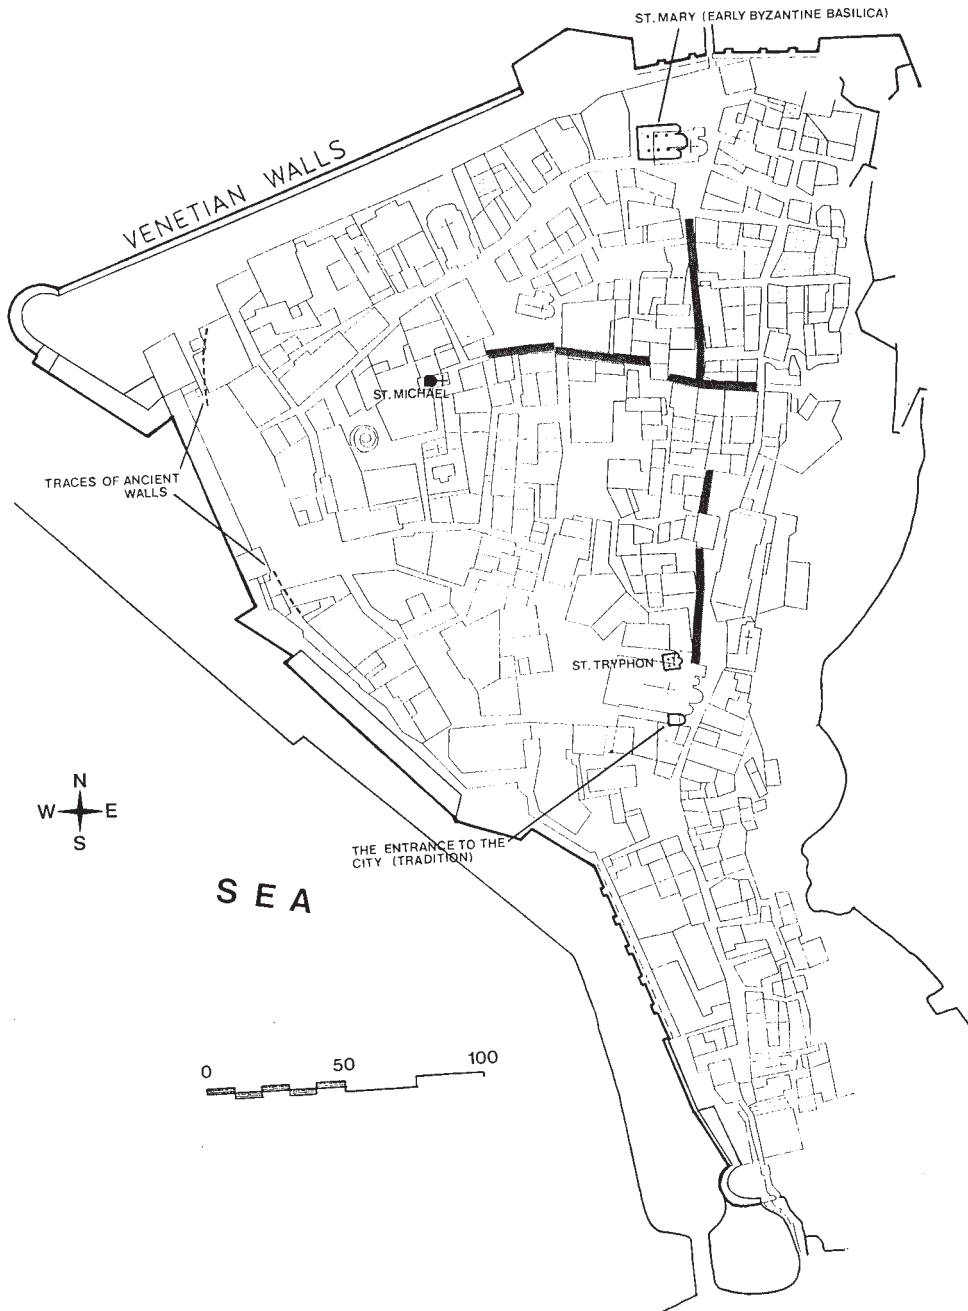 ST. MARY (EARLY BYZANTINE BASILICA)
VENETIAN WALLS
ST. MICHAEL
TRACES OF ANCIENT
WALLS
ST. TRYPHON
N
W E
S
THE ENTRANCE TO THE
CITY (TRADITION)
SEA
0 50 100